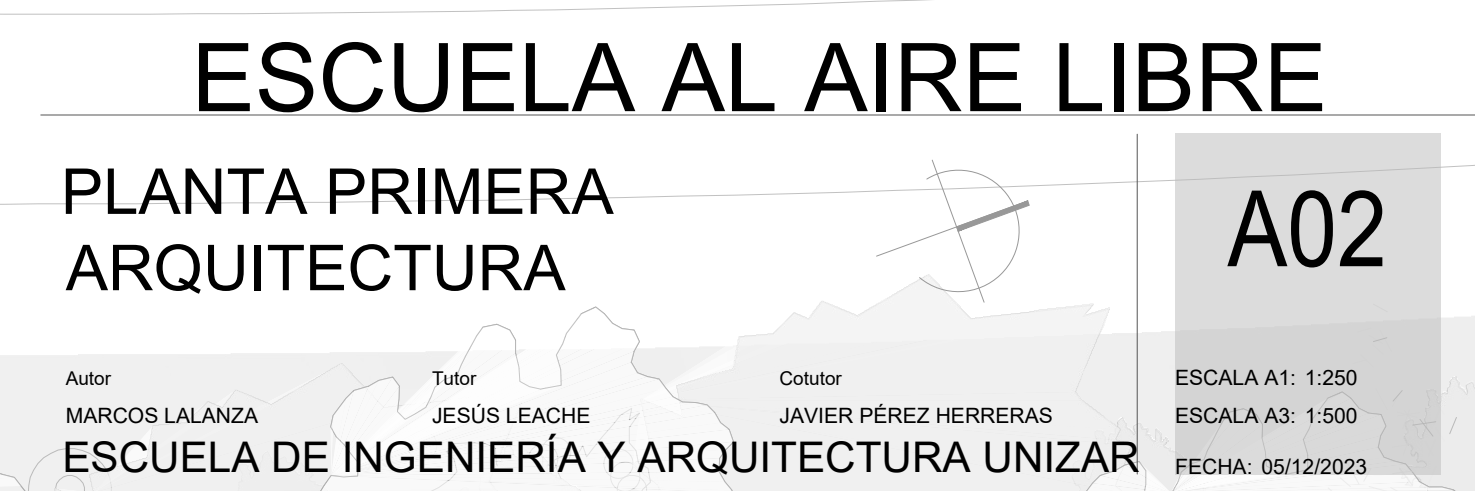 ESCUELA AL AIRE LIBRE
PLANTA PRIMERA
ARQUITECTURA
A02
Autor
MARCOS LALANZA
Tutor
JESÚS LEACHE
Cotutor
JAVIER PÉREZ HERRERAS
ESCUELA DE INGENIERÍA Y ARQUITECTURA UNIZAR
ESCALA A1: 1:250
ESCALA A3: 1:500
FECHA: 05/12/2023